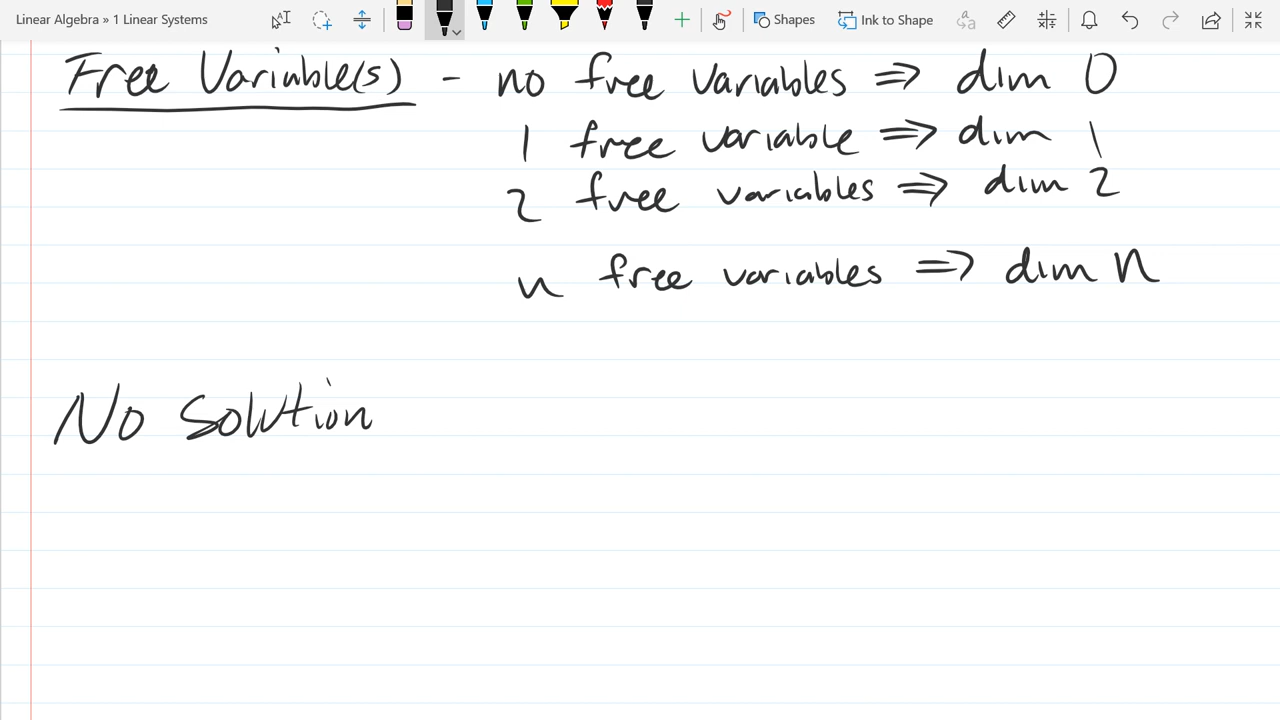 Linear Algebra » 1 Linear Systems Shapes Ink to Shape
Free Variable(s) - no free variables ⇒ dim 0
1 free variable ⇒ dim 1
2 free variables ⇒ dim 2
n free variables ⇒ dim n
No solution